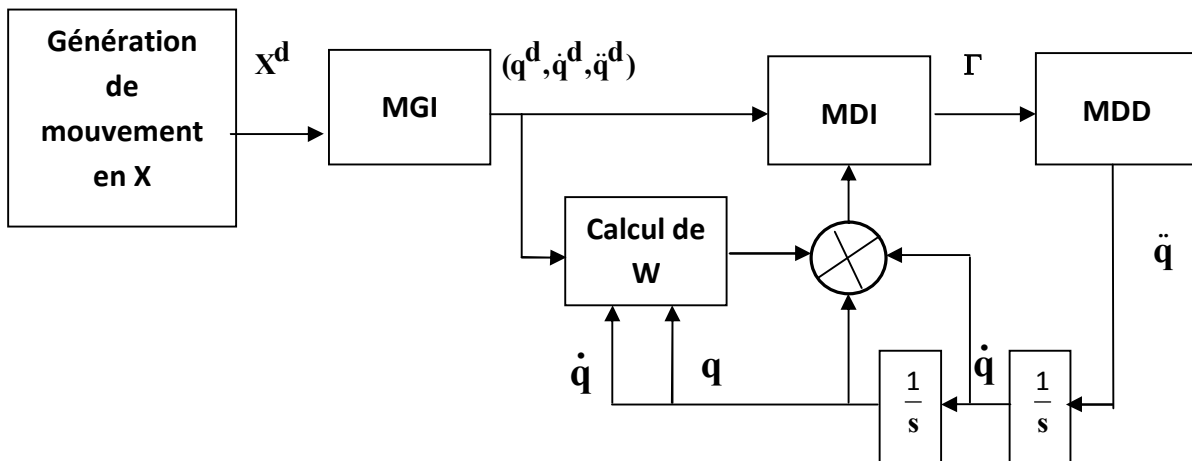 Génération
de
mouvement
en X
X^d
MGI
(q^d,q̇^d,q̈^d)
MDI
Γ
MDD
Calcul de
W
q̈
q̇
q
q̇
1
s
1
s